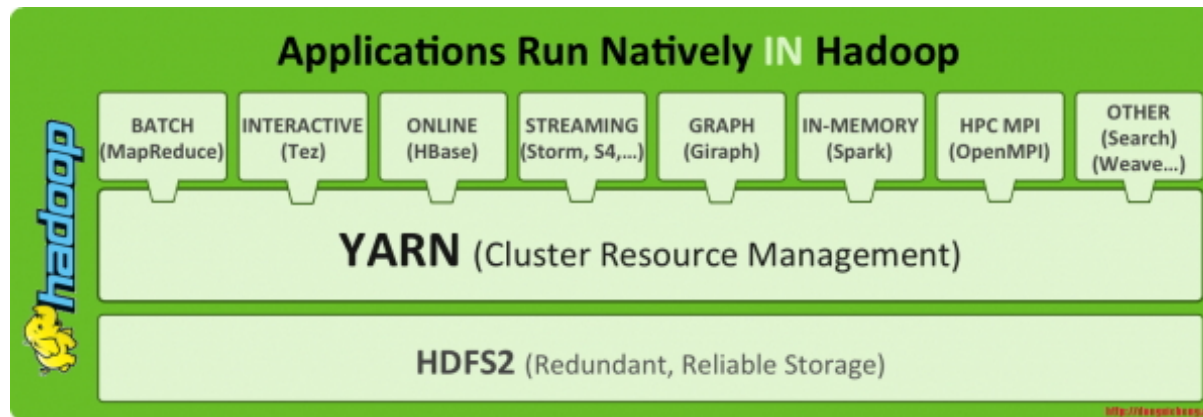 Applications Run Natively IN Hadoop
hadoop
BATCH
(MapReduce)
INTERACTIVE
(Tez)
ONLINE
(HBase)
STREAMING
(Storm, S4,...)
GRAPH
(Giraph)
IN-MEMORY
(Spark)
HPC MPI
(OpenMPI)
OTHER
(Search)
(Weave...)
YARN (Cluster Resource Management)
HDFS2 (Redundant, Reliable Storage)